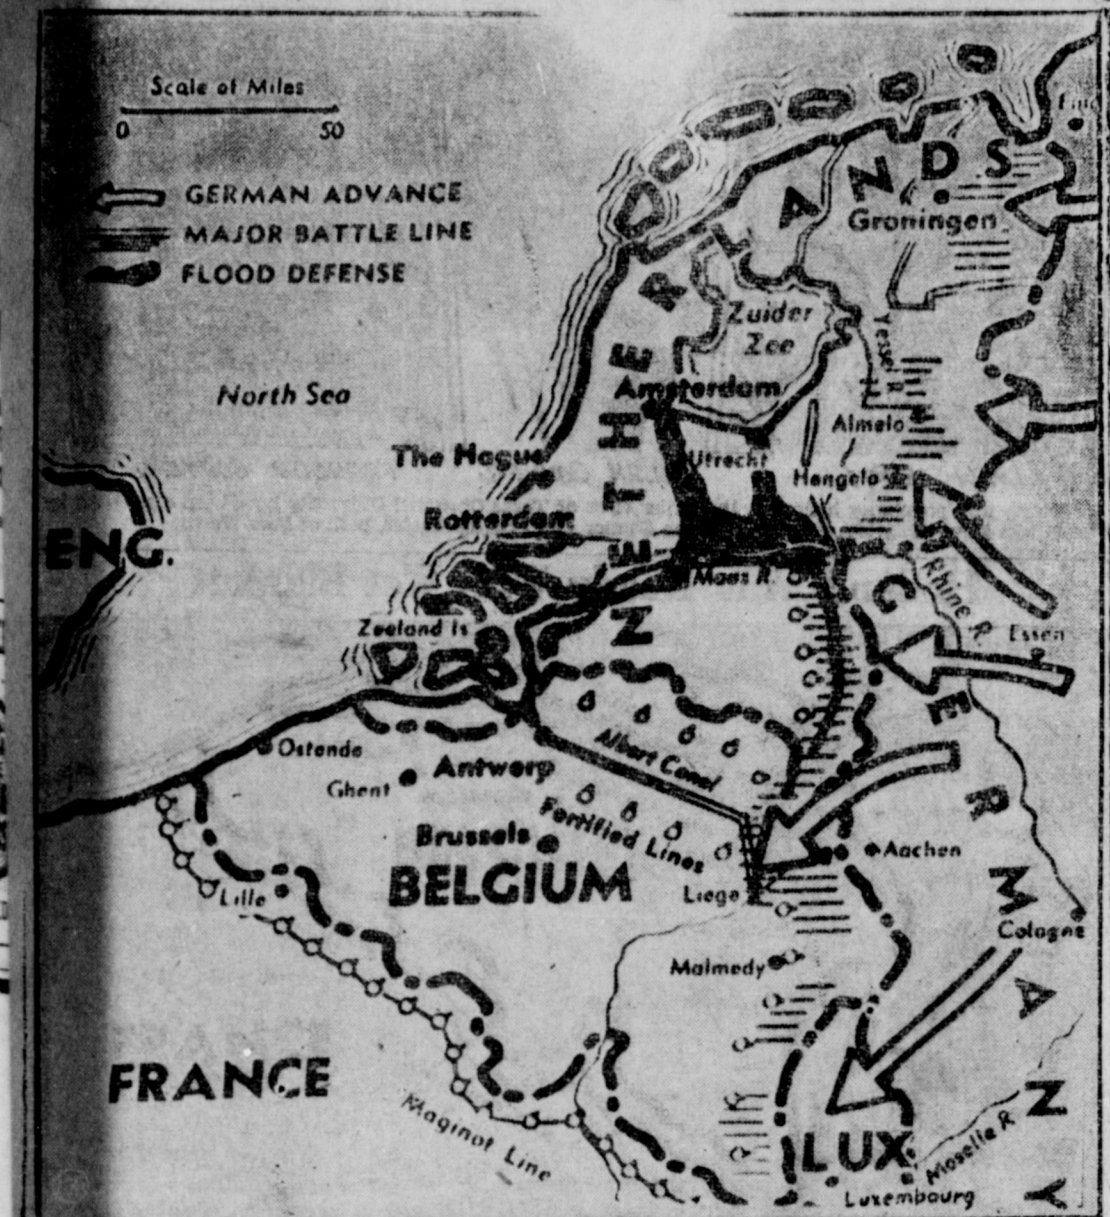 Scale of Miles
0 50
GERMAN ADVANCE
MAJOR BATTLE LINE
FLOOD DEFENSE
NETHERLANDS
Groningen
Zuider
Zee
Yessel
North Sea
Amsterdam
Almelo
The Hague
Utrecht
Hengelo
Rotterdam
ENG.
Maas R.
Rhine R.
Essen
Zeeland Is
GERMANY
Ostende
Albert Canal
Antwerp
Ghent
Fortified Lines
Brussels
Aachen
BELGIUM
Liege
Lille
Cologne
Malmedy
FRANCE
Maginot Line
Moselle R
LUX.
Luxembourg